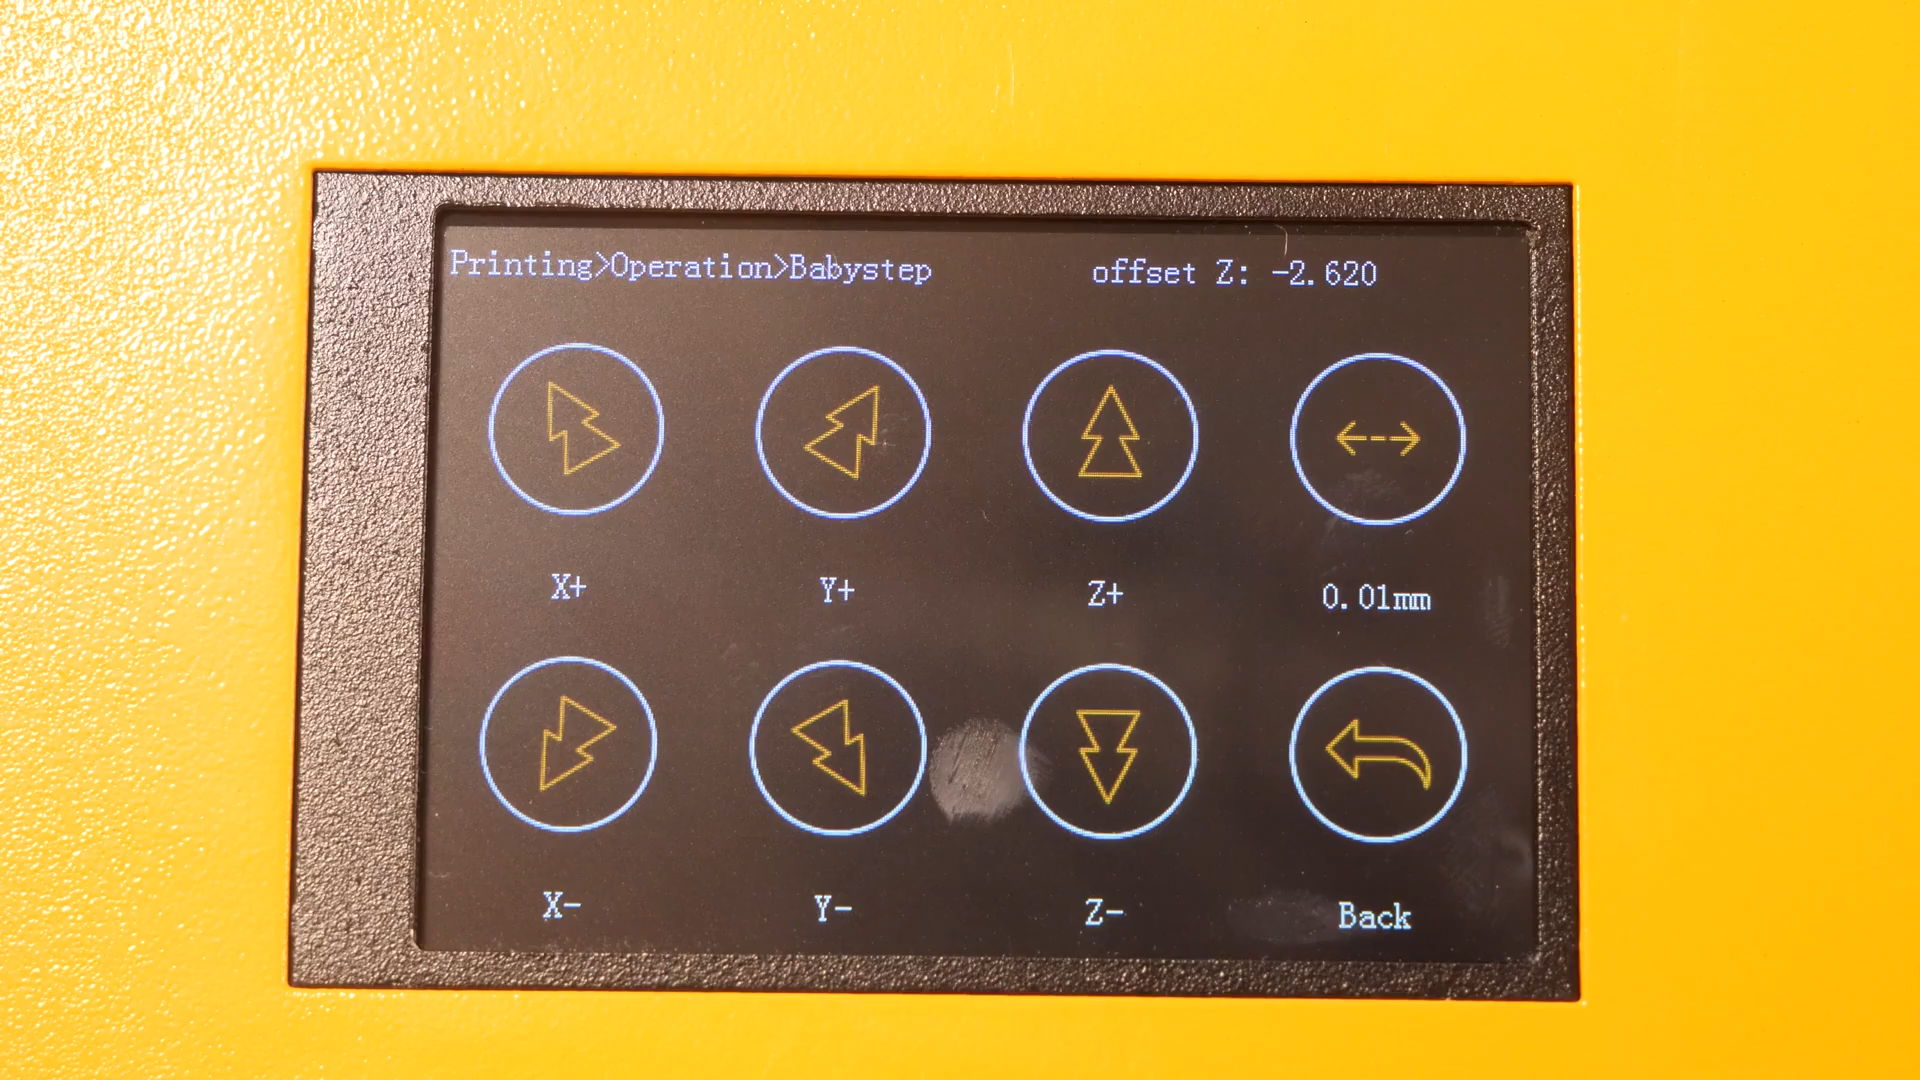 Printing>Operation>Babystep offset Z: -2.620
X+ Y+ Z+ 0.01mm
X- Y- Z- Back